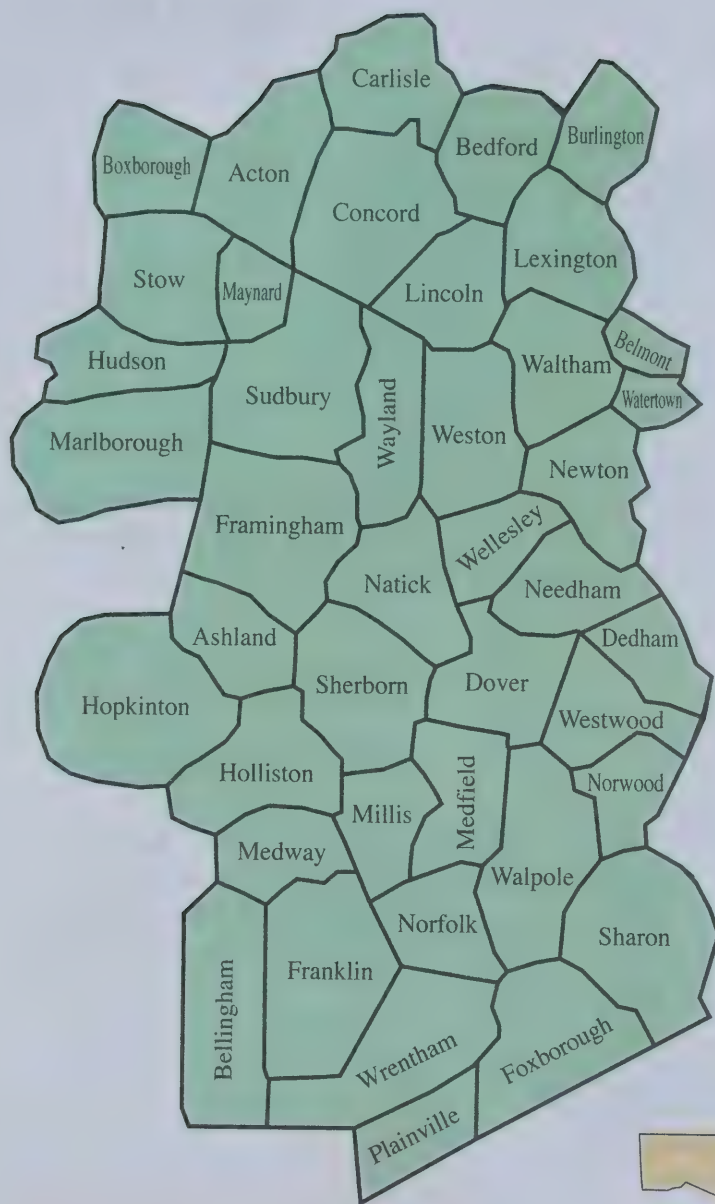 Carlisle
Burlington
Bedford
Boxborough
Acton
Concord
Lexington
Stow
Maynard
Lincoln
Belmont
Hudson
Waltham
Sudbury
Wayland
Watertown
Marlborough
Weston
Newton
Framingham
Wellesley
Natick
Needham
Ashland
Dedham
Sherborn
Dover
Hopkinton
Westwood
Holliston
Norwood
Millis
Medfield
Medway
Walpole
Norfolk
Sharon
Franklin
Bellingham
Wrentham
Foxborough
Plainville